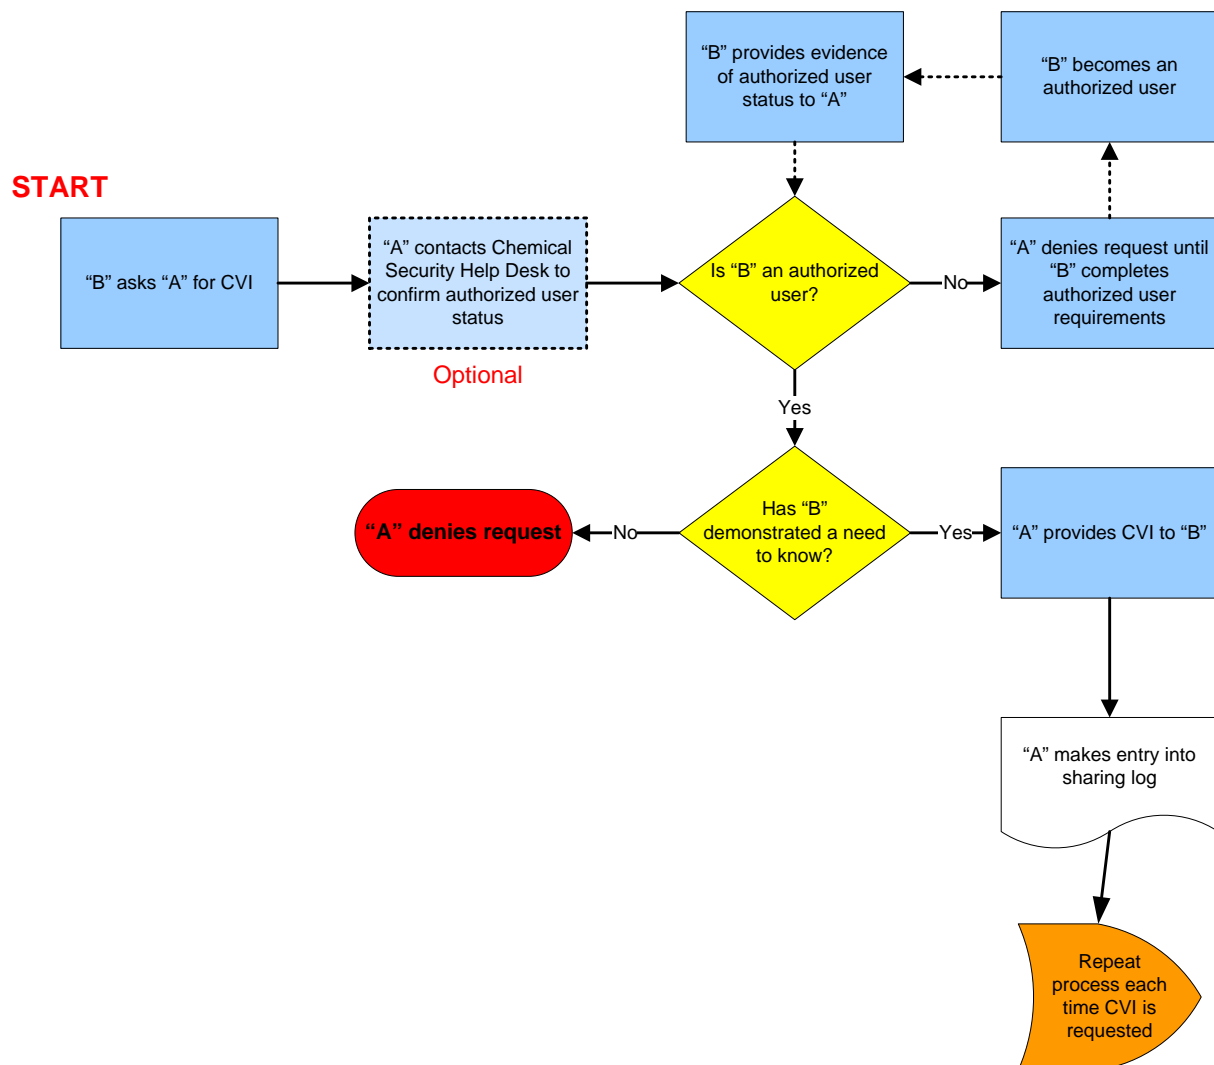 “B” provides evidence
of authorized user
status to “A”
“B” becomes an
authorized user
START
“B” asks “A” for CVI
“A” contacts Chemical
Security Help Desk to
confirm authorized user
status
Optional
Is “B” an authorized
user?
No
“A” denies request until
“B” completes
authorized user
requirements
Yes
“A” denies request
No
Has “B”
demonstrated a need
to know?
Yes
“A” provides CVI to “B”
“A” makes entry into
sharing log
Repeat
process each
time CVI is
requested